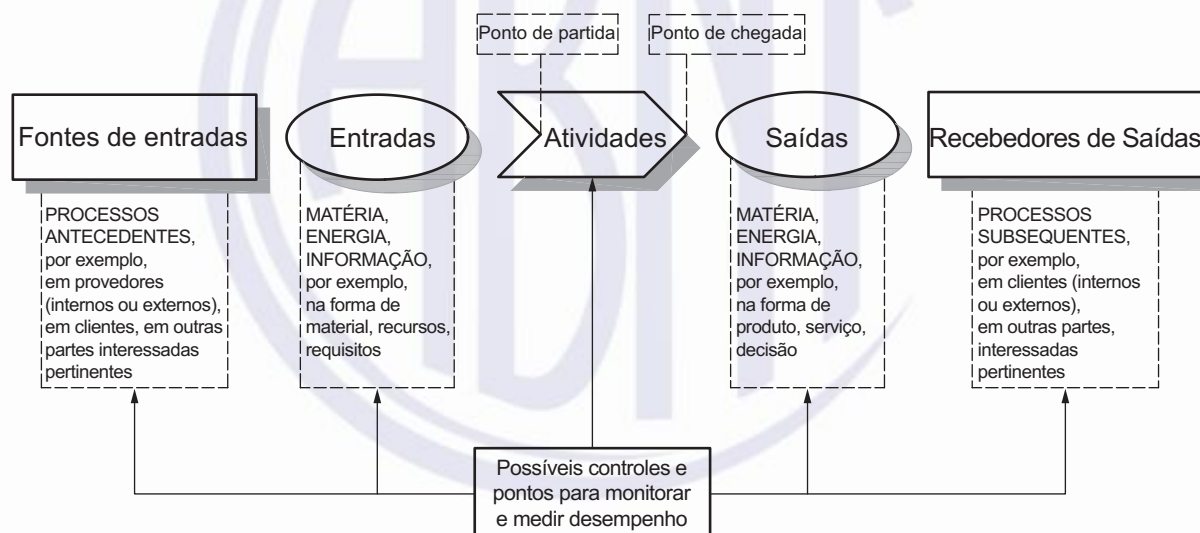 Ponto de partida
Ponto de chegada
Fontes de entradas
Entradas
Atividades
Saídas
Recebedores de Saídas
PROCESSOS
ANTECEDENTES,
por exemplo,
em provedores
(internos ou externos),
em clientes, em outras
partes interessadas
pertinentes
MATÉRIA,
ENERGIA,
INFORMAÇÃO,
por exemplo,
na forma de
material, recursos,
requisitos
MATÉRIA,
ENERGIA,
INFORMAÇÃO,
por exemplo,
na forma de
produto, serviço,
decisão
PROCESSOS
SUBSEQUENTES,
por exemplo,
em clientes (internos
ou externos),
em outras partes,
interessadas
pertinentes
Possíveis controles e
pontos para monitorar
e medir desempenho
ABNT